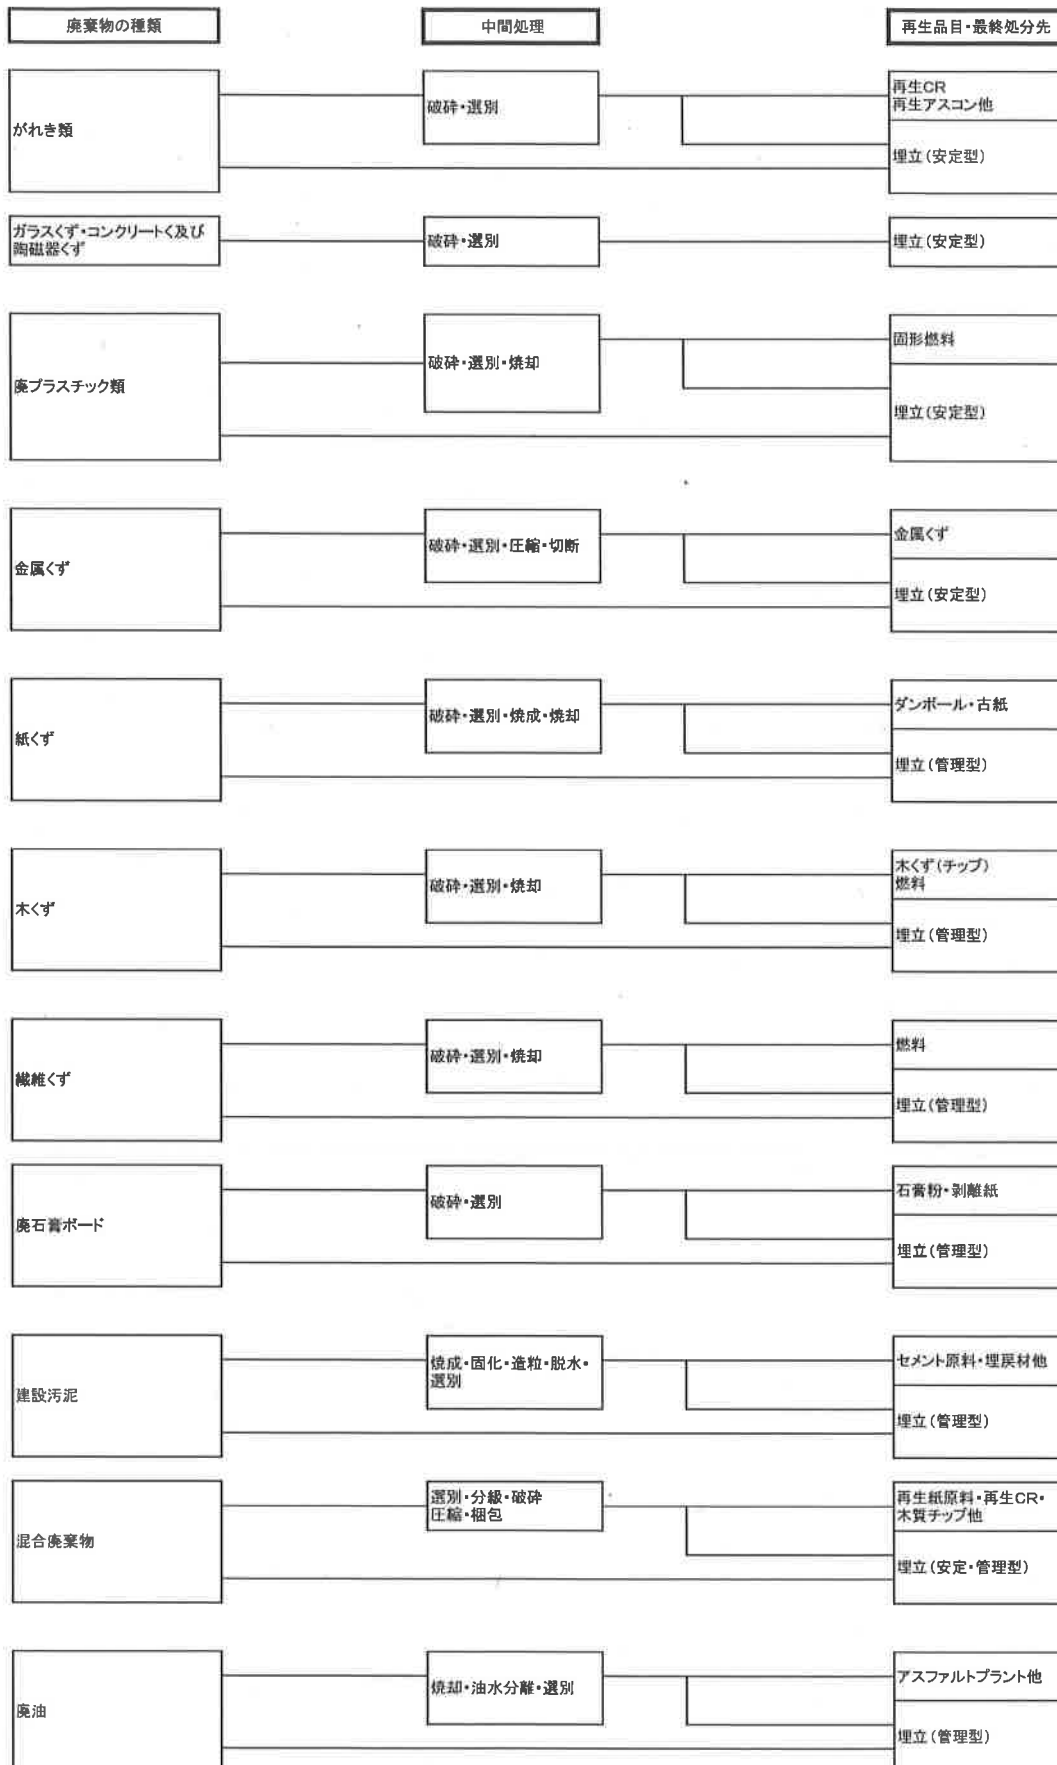 廃棄物の種類
中間処理
再生品目・最終処分先
がれき類
破砕・選別
再生CR
再生アスコン他
埋立(安定型)
ガラスくず・コンクリートく及び
陶磁器くず
破砕・選別
埋立(安定型)
廃プラスチック類
破砕・選別・焼却
固形燃料
埋立(安定型)
金属くず
破砕・選別・圧縮・切断
金属くず
埋立(安定型)
紙くず
破砕・選別・焼成・焼却
ダンボール・古紙
埋立(管理型)
木くず
破砕・選別・焼却
木くず(チップ)
燃料
埋立(管理型)
繊維くず
破砕・選別・焼却
燃料
埋立(管理型)
廃石膏ボード
破砕・選別
石膏粉・剥離紙
埋立(管理型)
建設汚泥
焼成・固化・造粒・脱水・
選別
セメント原料・埋戻材他
埋立(管理型)
混合廃棄物
選別・分級・破砕
圧縮・梱包
再生紙原料・再生CR・
木質チップ他
埋立(安定・管理型)
廃油
焼却・油水分離・選別
アスファルトプラント他
埋立(管理型)